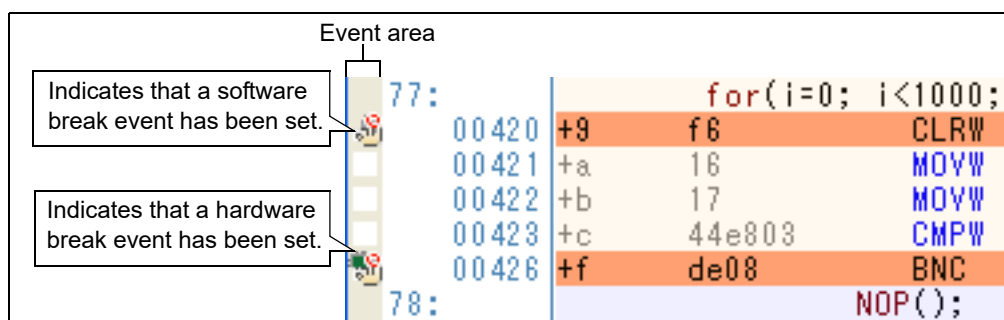 Event area
Indicates that a software
break event has been set.
77: for(i=0; i<1000;
00420 +9 f6 CLRW
00421 +a 16 MOVW
00422 +b 17 MOVW
Indicates that a hardware
break event has been set.
00423 +c 44e803 CMPW
00426 +f de08 BNC
78: NOP();